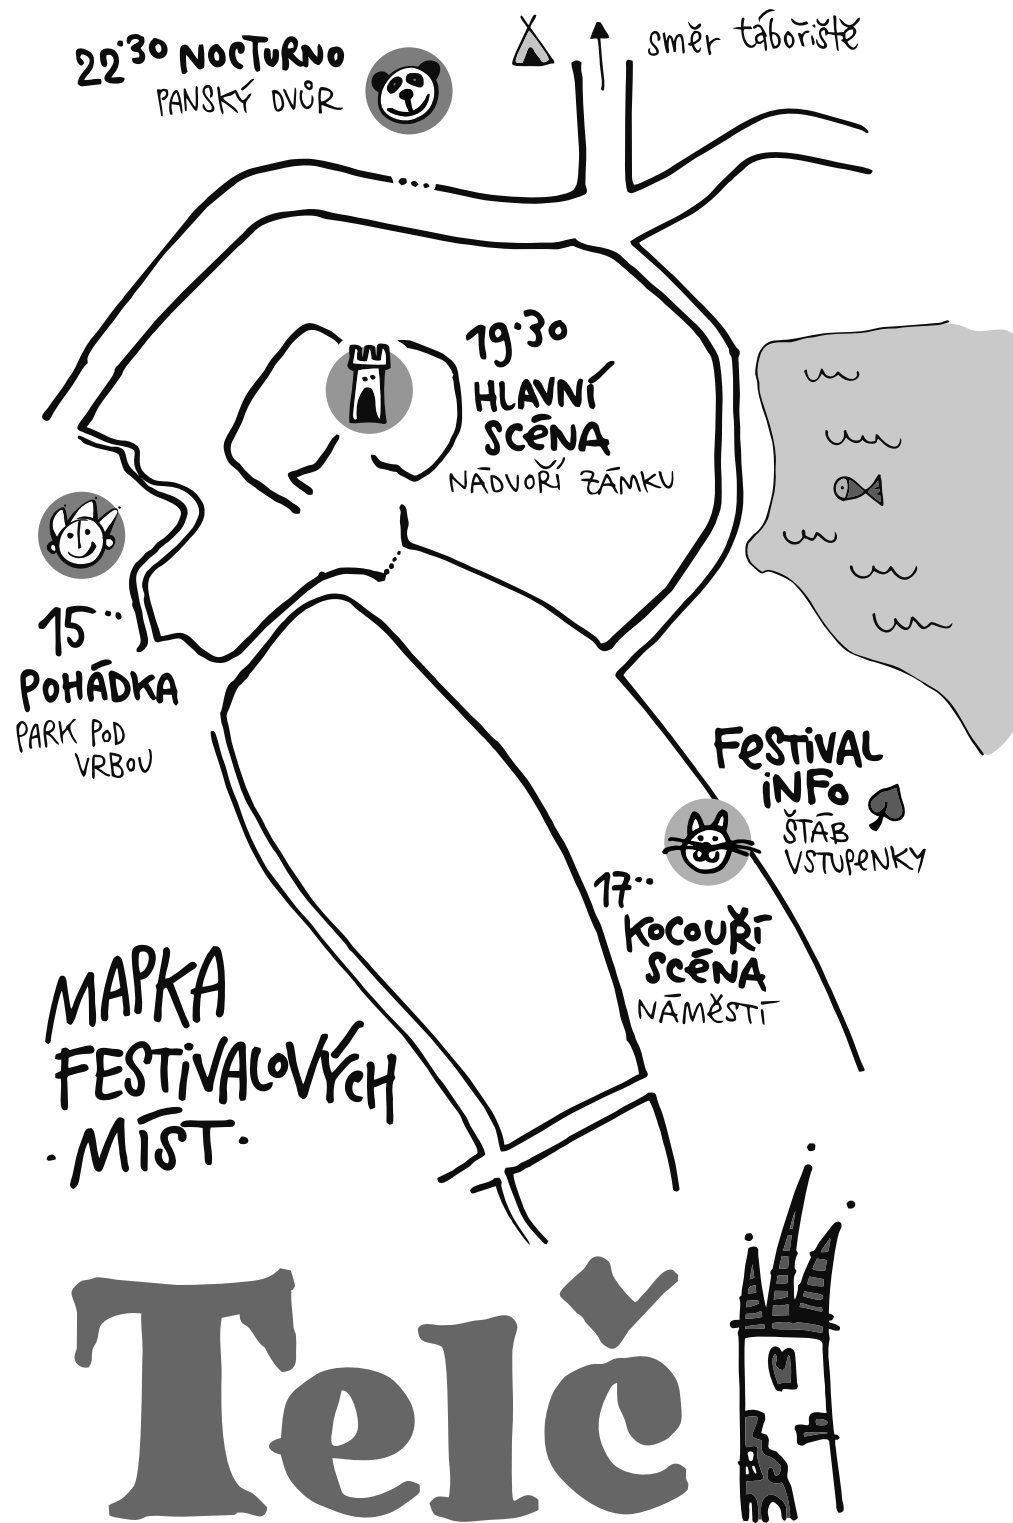 22·30 NOCTURNO
PANSKÝ DVŮR
směr tábořiště
19·30
HLAVNÍ
SCÉNA
NÁDVOŘÍ ZÁMKU
15··
POHÁDKA
PARK POD
VRBOU
FESTiVAL
iNFO
ŠTÁB
VSTUPENKY
17··
KOCOUŘÍ
SCÉNA
NÁMĚSTÍ
MAPKA
FESTiVALOVÝCH
·MÍST·
Telč